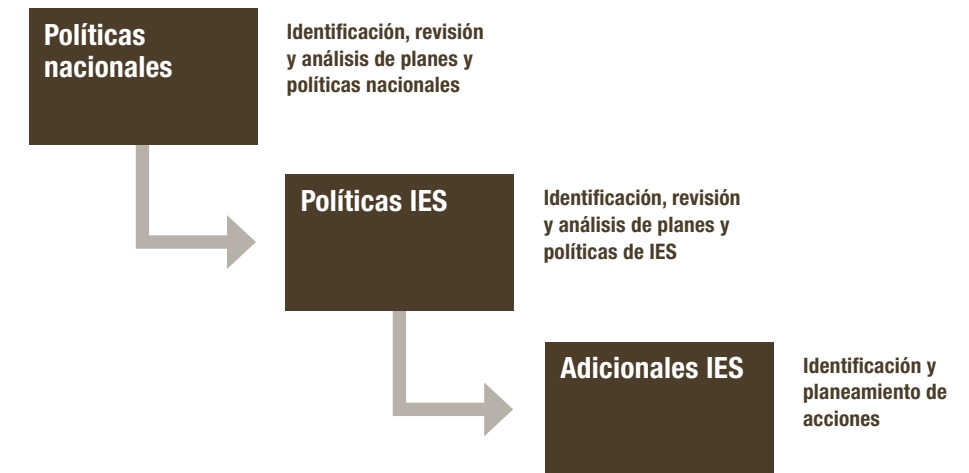 Políticas
nacionales
Identificación, revisión
y análisis de planes y
políticas nacionales
Políticas IES
Identificación, revisión
y análisis de planes y
políticas de IES
Adicionales IES
Identificación y
planeamiento de
acciones